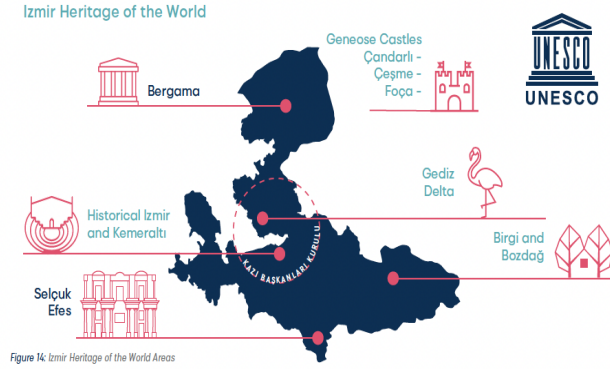 Izmir Heritage of the World
Bergama
Geneose Castles
Çandarlı -
Çeşme -
Foça -
UNESCO
UNESCO
Gediz
Delta
Historical Izmir
and Kemeraltı
KAZI BAŞKANLARI KURULU
Birgi and
Bozdağ
Selçuk
Efes
Figure 14: Izmir Heritage of the World Areas